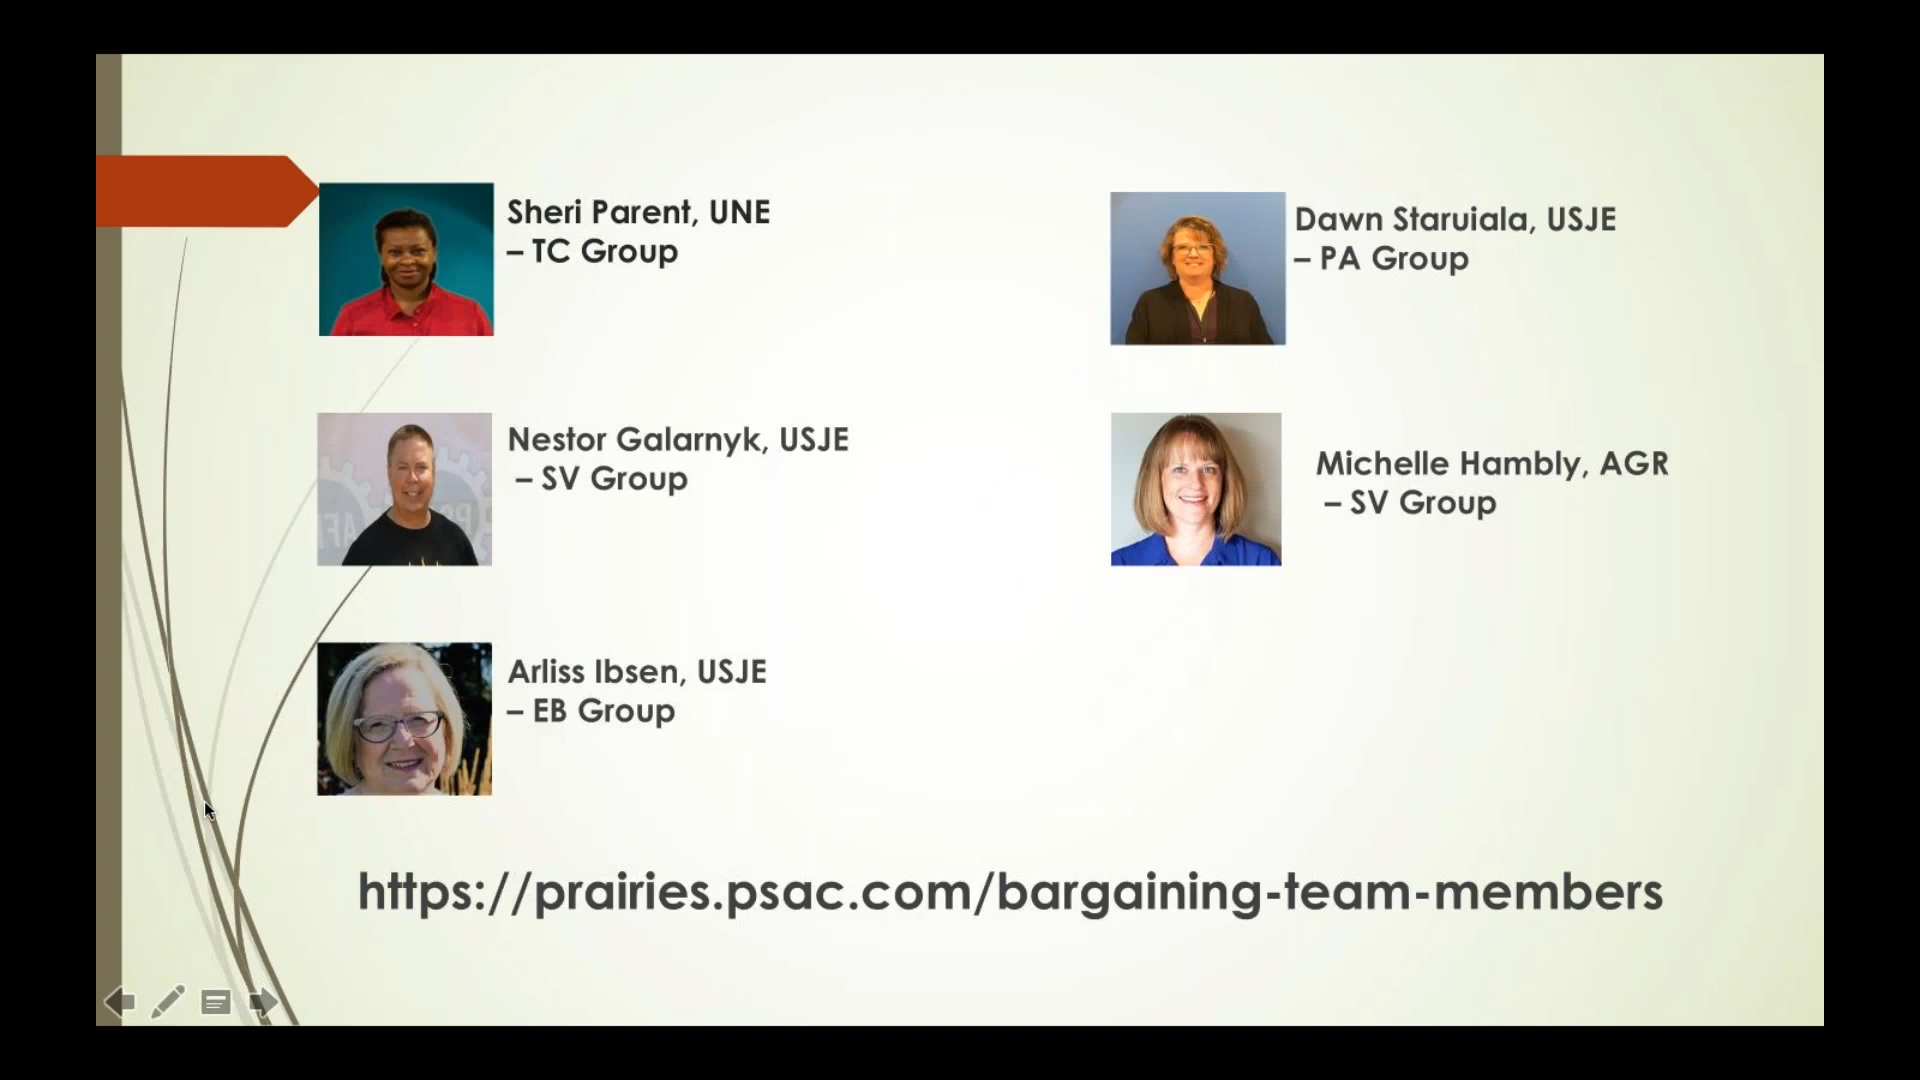 Sheri Parent, UNE
– TC Group
Dawn Staruiala, USJE
– PA Group
Nestor Galarnyk, USJE
– SV Group
Michelle Hambly, AGR
– SV Group
Arliss Ibsen, USJE
– EB Group
https://prairies.psac.com/bargaining-team-members